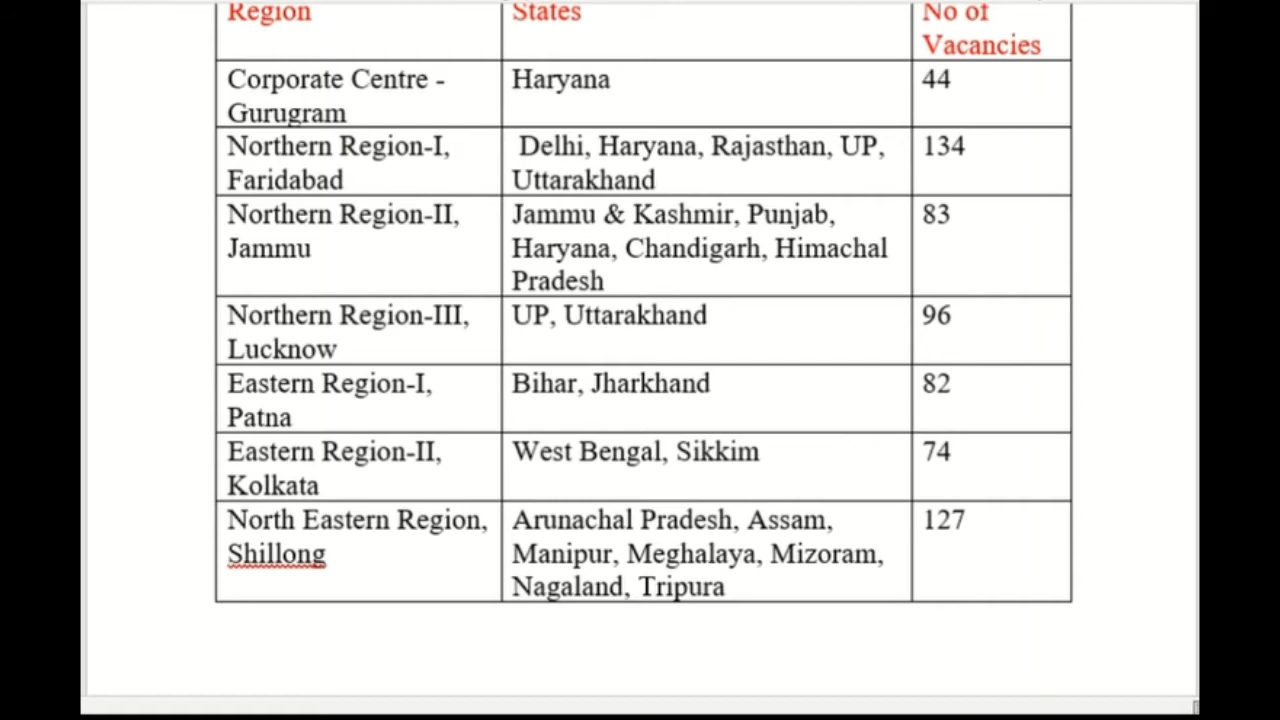 Region States No of
Vacancies
Corporate Centre - Haryana 44
Gurugram
Northern Region-I, Delhi, Haryana, Rajasthan, UP, 134
Faridabad Uttarakhand
Northern Region-II, Jammu & Kashmir, Punjab, 83
Jammu Haryana, Chandigarh, Himachal
Pradesh
Northern Region-III, UP, Uttarakhand 96
Lucknow
Eastern Region-I, Bihar, Jharkhand 82
Patna
Eastern Region-II, West Bengal, Sikkim 74
Kolkata
North Eastern Region, Arunachal Pradesh, Assam, 127
Shillong Manipur, Meghalaya, Mizoram,
Nagaland, Tripura